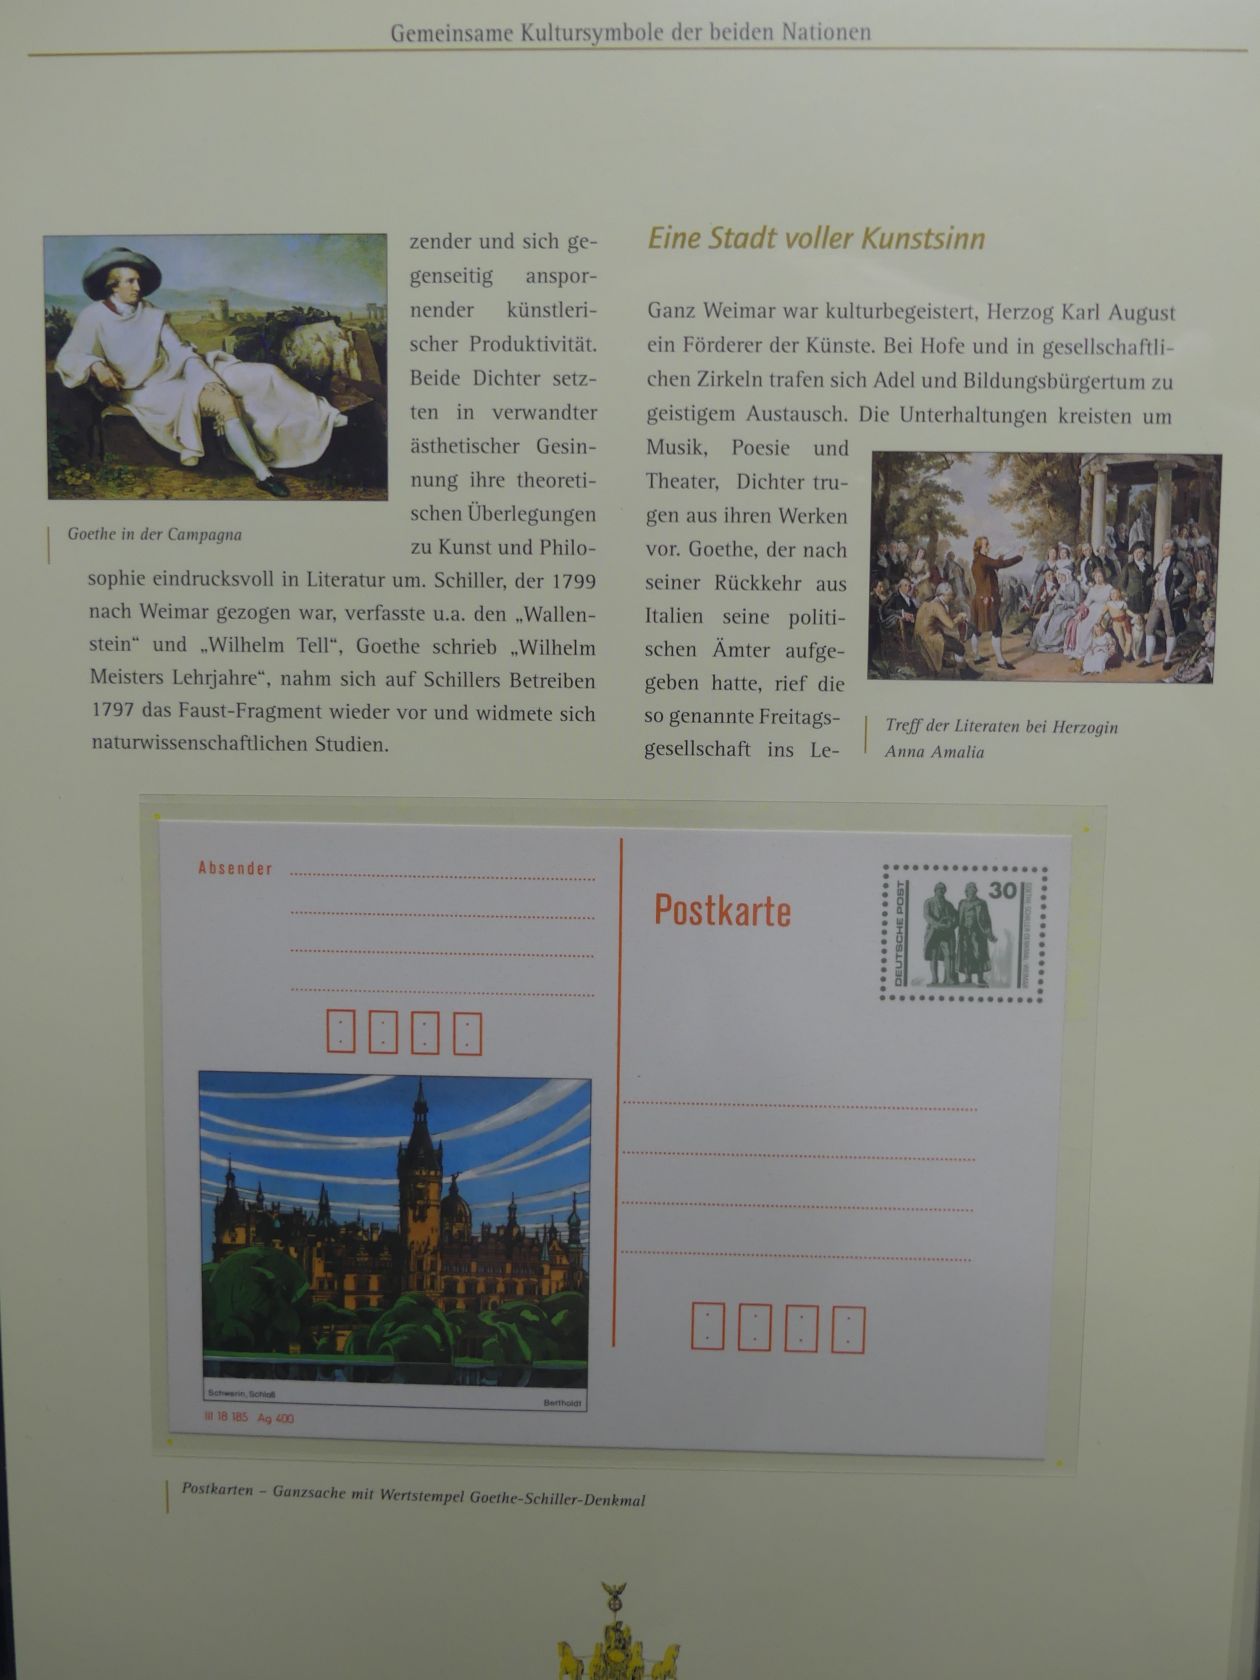 Gemeinsame Kultursymbole der beiden Nationen
zender und sich ge-
genseitig anspor-
nender künstleri-
scher Produktivität.
Beide Dichter setz-
ten in verwandter
ästhetischer Gesin-
nung ihre theoreti-
schen Überlegungen
zu Kunst und Philo-
Goethe in der Campagna
sophie eindrucksvoll in Literatur um. Schiller, der 1799
nach Weimar gezogen war, verfasste u.a. den „Wallen-
stein“ und „Wilhelm Tell“, Goethe schrieb „Wilhelm
Meisters Lehrjahre“, nahm sich auf Schillers Betreiben
1797 das Faust-Fragment wieder vor und widmete sich
naturwissenschaftlichen Studien.
Eine Stadt voller Kunstsinn
Ganz Weimar war kulturbegeistert, Herzog Karl August
ein Förderer der Künste. Bei Hofe und in gesellschaftli-
chen Zirkeln trafen sich Adel und Bildungsbürgertum zu
geistigem Austausch. Die Unterhaltungen kreisten um
Musik, Poesie und
Theater, Dichter tru-
gen aus ihren Werken
vor. Goethe, der nach
seiner Rückkehr aus
Italien seine politi-
schen Ämter aufge-
geben hatte, rief die
so genannte Freitags-
gesellschaft ins Le-
Treff der Literaten bei Herzogin
Anna Amalia
Absender
Postkarte
DEUTSCHE POST
30
GOETHE-SCHILLER-DENKMAL WEIMAR
Schwerin, Schloß
Bertholdt
III 18 185 Ag 400
Postkarten – Ganzsache mit Wertstempel Goethe-Schiller-Denkmal